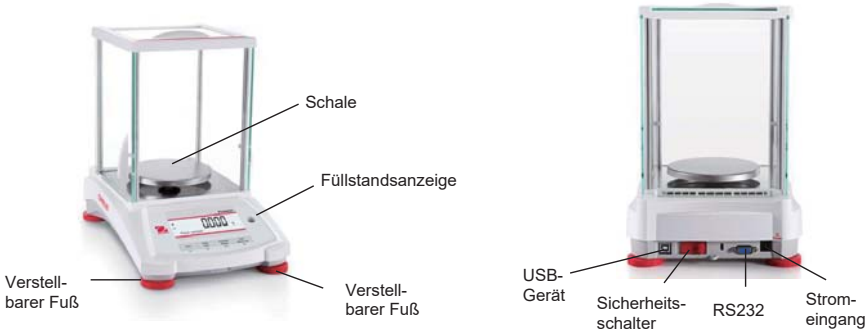 Schale
Füllstandsanzeige
0.000
Verstell-
barer Fuß
Verstell-
barer Fuß
USB-
Gerät
Sicherheits-
schalter
RS232
Strom-
eingang